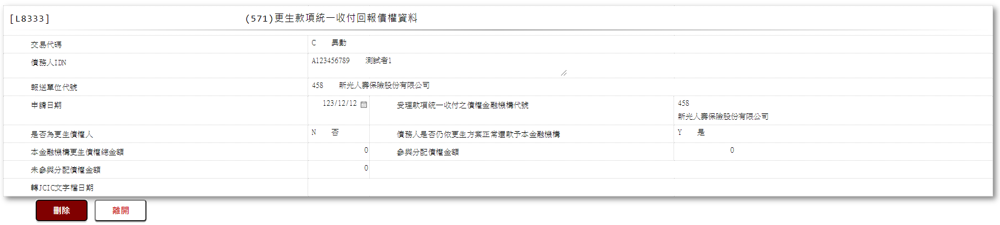 [L8333] (571)更生款項統一收付回報債權資料
交易代碼 C 異動
債務人IDN A123456789 測試者1
報送單位代號 458 新光人壽保險股份有限公司
申請日期 123/12/12 受理款項統一收付之債權金融機構代號 458
新光人壽保險股份有限公司
是否為更生債權人 N 否 債務人是否仍依更生方案正常還款予本金融機構 Y 是
本金融機構更生債權總金額 0 參與分配債權金額 0
未參與分配債權金額 0
轉JCIC文字檔日期
刪除 離開